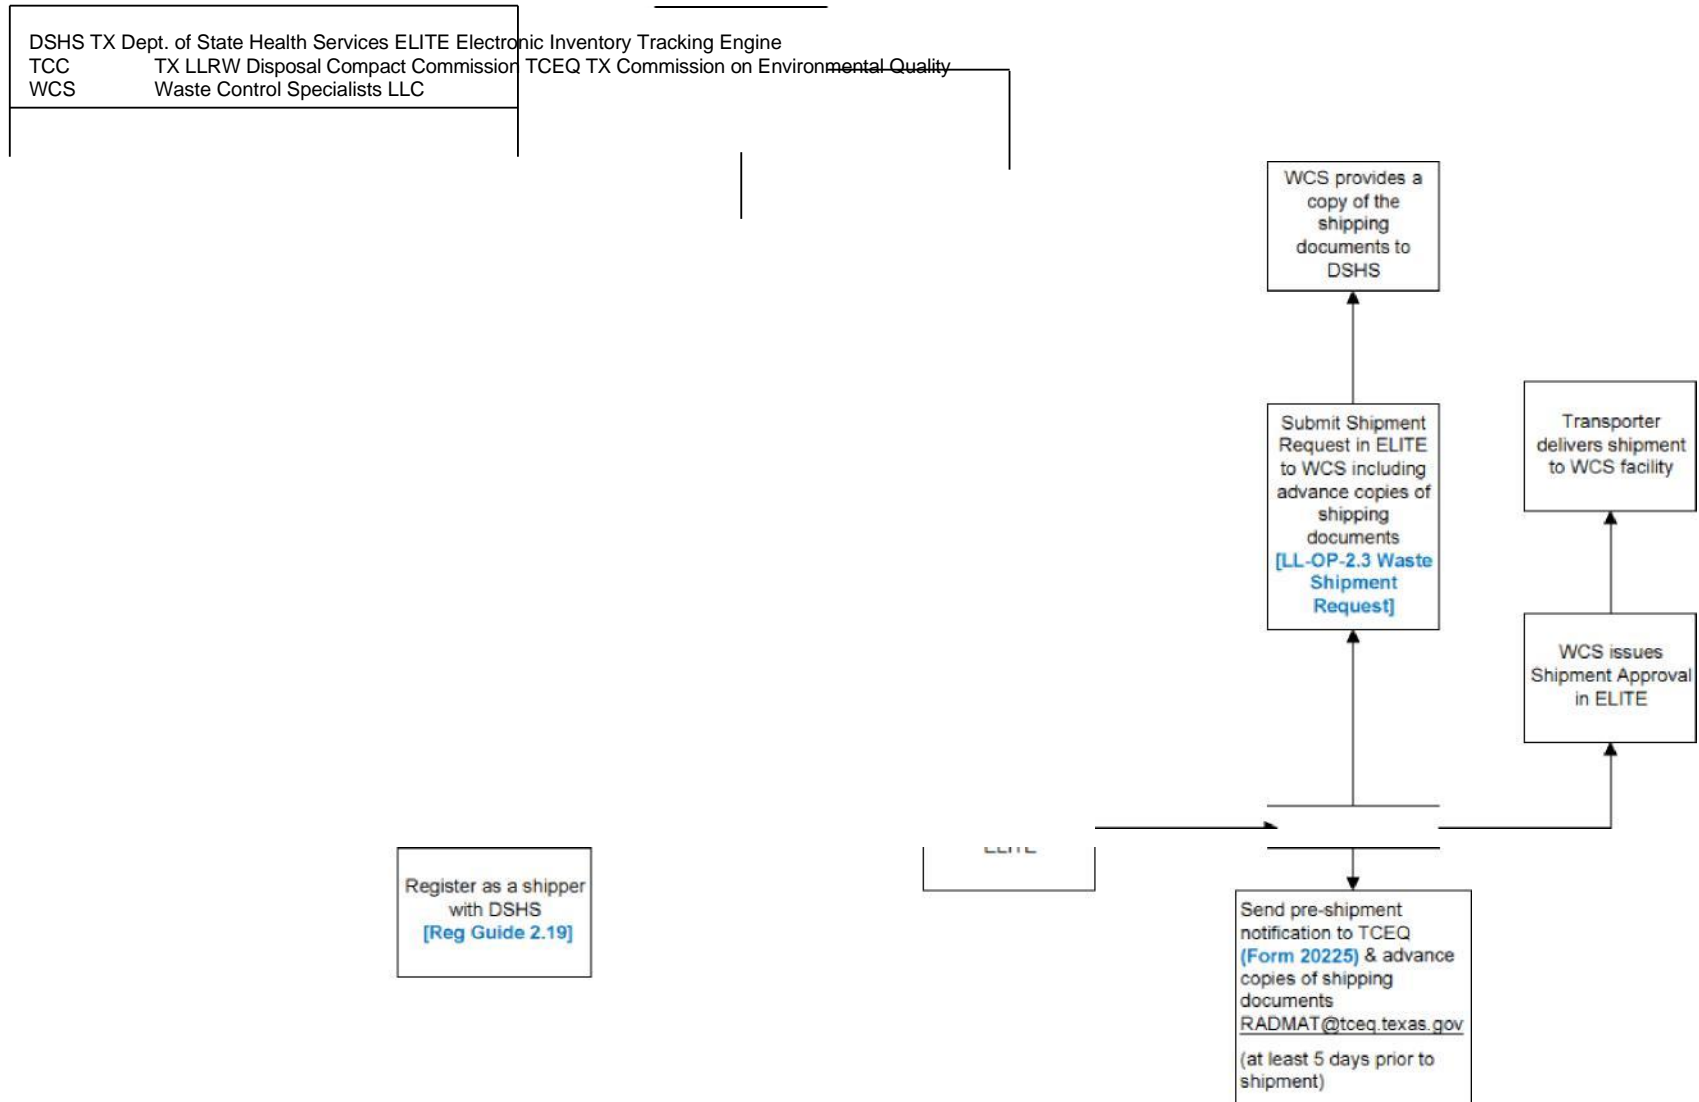 DSHS TX Dept. of State Health Services ELITE Electronic Inventory Tracking Engine
TCC TX LLRW Disposal Compact Commission TCEQ TX Commission on Environmental Quality
WCS Waste Control Specialists LLC
WCS provides a
copy of the
shipping
documents to
DSHS
Submit Shipment
Request in ELITE
to WCS including
advance copies of
shipping
documents
[LL-OP-2.3 Waste
Shipment
Request]
Transporter
delivers shipment
to WCS facility
WCS issues
Shipment Approval
in ELITE
Register as a shipper
with DSHS
[Reg Guide 2.19]
Send pre-shipment
notification to TCEQ
(Form 20225) & advance
copies of shipping
documents
RADMAT@tceq.texas.gov
(at least 5 days prior to
shipment)